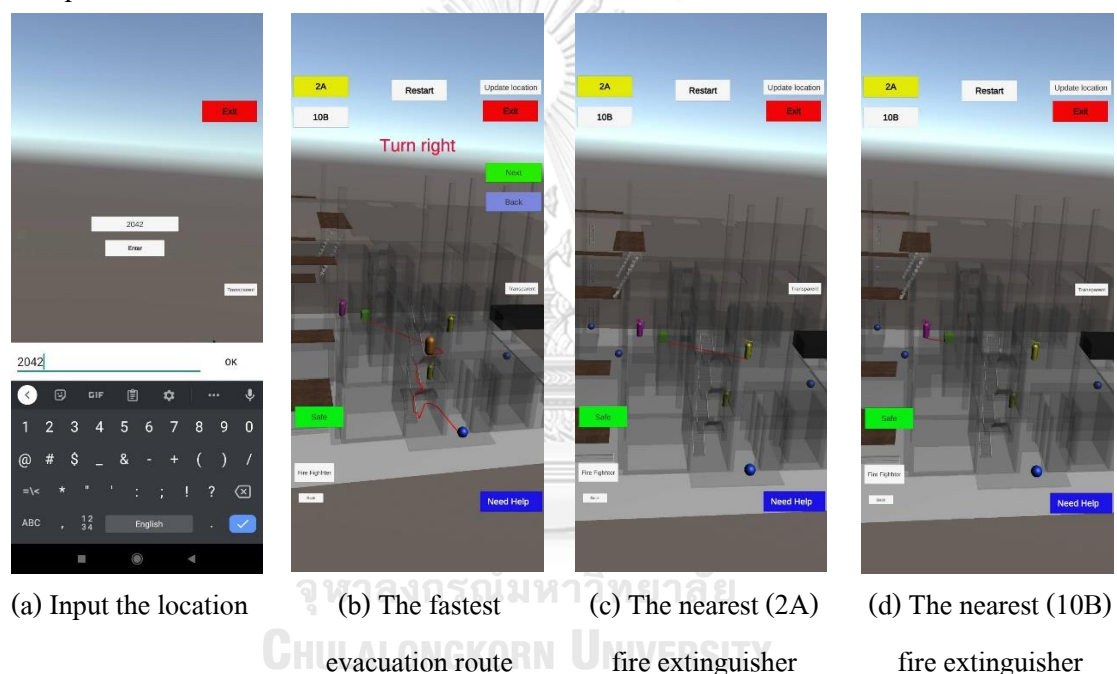 Exit
2042
Enter
Transparent
2042
OK
GIF
1 2 3 4 5 6 7 8 9 0
@ # $ _ & - + ( ) /
=\< * " ' : ; ! ?
ABC , 12 34 English .
(a) Input the location
2A Restart Update location
10B Exit
Turn right
Next
Back
Transparent
Safe
Fire Fighter
Back
Need Help
(b) The fastest
evacuation route
2A Restart Update location
10B Exit
Transparent
Safe
Fire Fighter
Back
Need Help
(c) The nearest (2A)
fire extinguisher
2A Restart Update location
10B Exit
Transparent
Safe
Fire Fighter
Back
Need Help
(d) The nearest (10B)
fire extinguisher
จุฬาลงกรณ์มหาวิทยาลัย
CHULALONGKORN UNIVERSITY